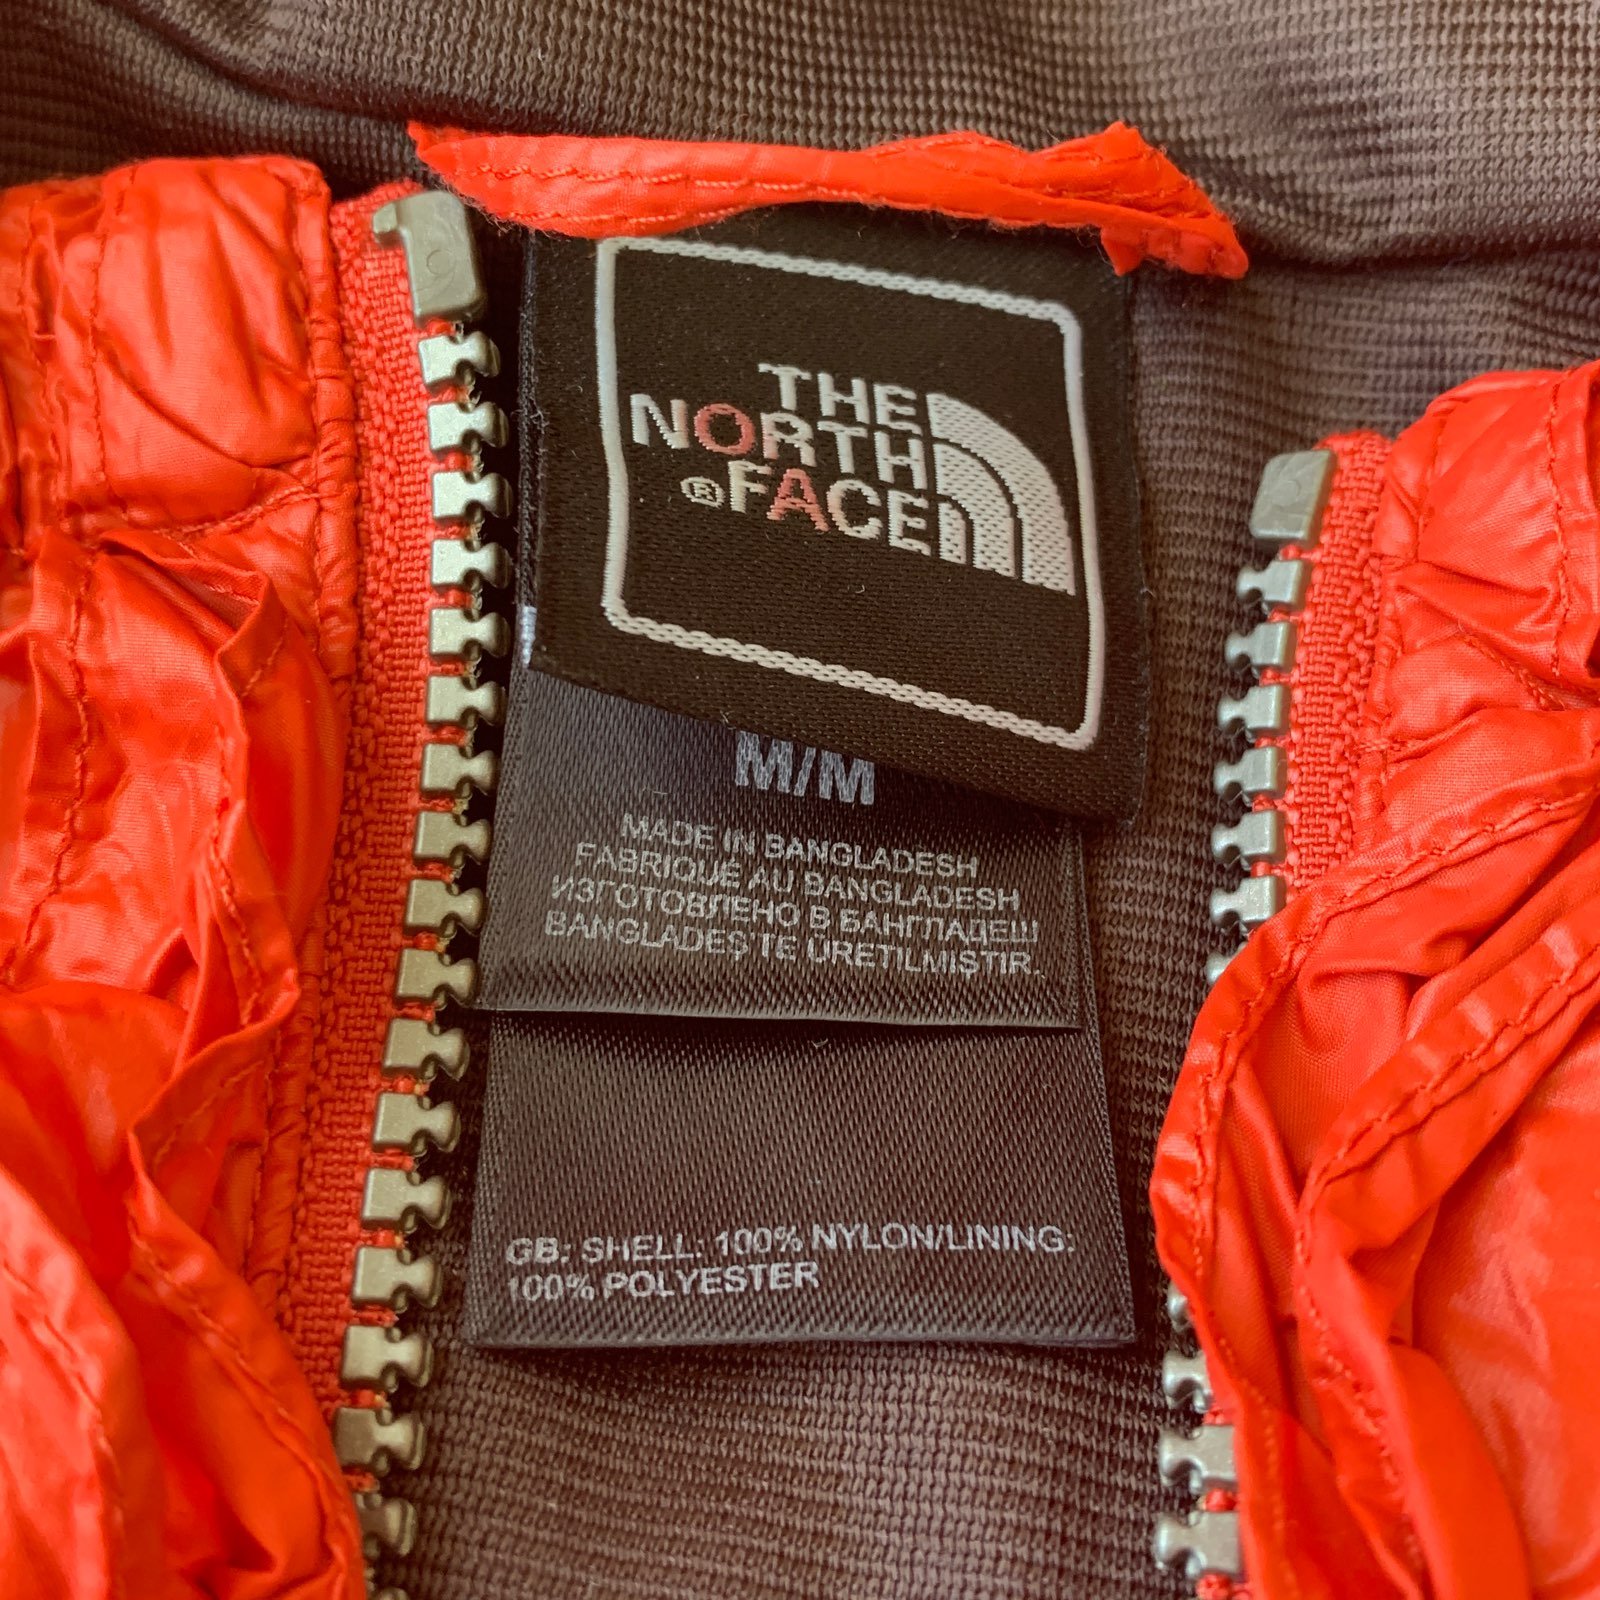 THE
NORTH
®FACE
M/M
MADE IN BANGLADESH
FABRIQUÉ AU BANGLADESH
ИЗГОТОВЛЕНО В БАНГЛАДЕШ
BANGLADEŞ'TE ÜRETILMIŞTIR.
GB: SHELL: 100% NYLON/LINING:
100% POLYESTER